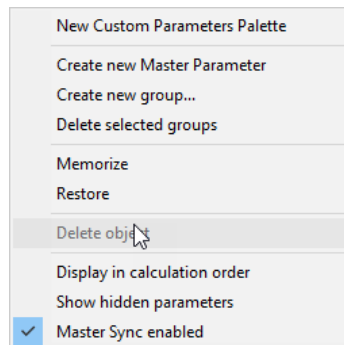 New Custom Parameters Palette
Create new Master Parameter
Create new group...
Delete selected groups
Memorize
Restore
Delete object
Display in calculation order
Show hidden parameters
Master Sync enabled